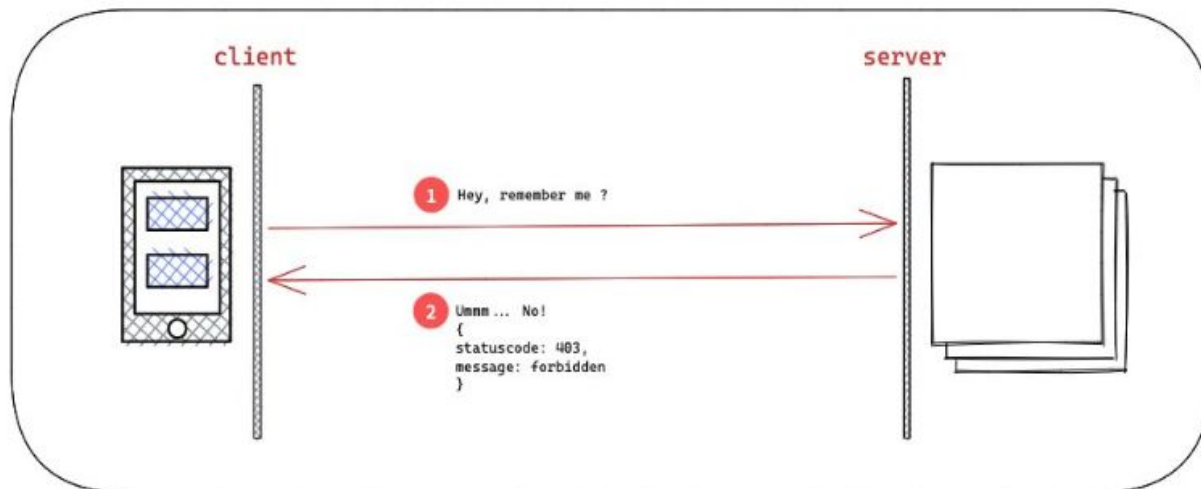 client
server
1 Hey, remember me ?
2 Ummm... No!
{
statuscode: 403,
message: forbidden
}